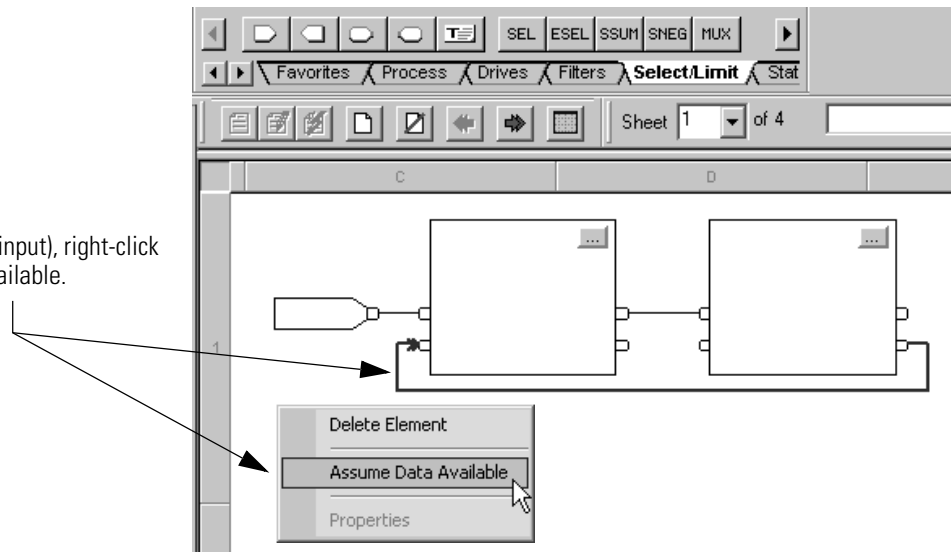 SEL ESEL SSUM SNEG MUX
Favorites Process Drives Filters Select/Limit Stat
Sheet 1 of 4
C D
input), right-click
ailable.
1
Delete Element
Assume Data Available
Properties